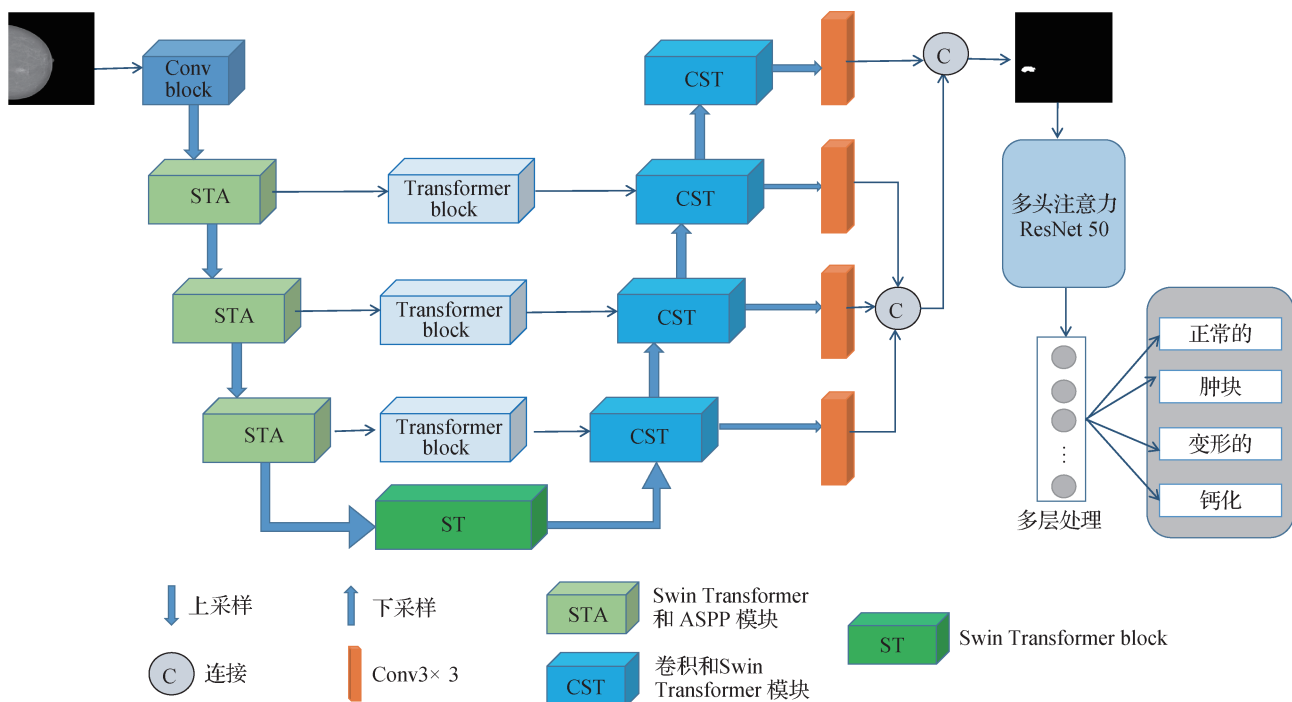 Conv
block
CST
C
STA
Transformer
block
CST
多头注意力
ResNet 50
STA
Transformer
block
CST
C
正常的
肿块
变形的
钙化
STA
Transformer
block
CST
⋮
多层处理
ST
上采样
下采样
STA
Swin Transformer
和 ASPP 模块
ST
Swin Transformer block
C
连接
Conv3× 3
CST
卷积和Swin
Transformer 模块